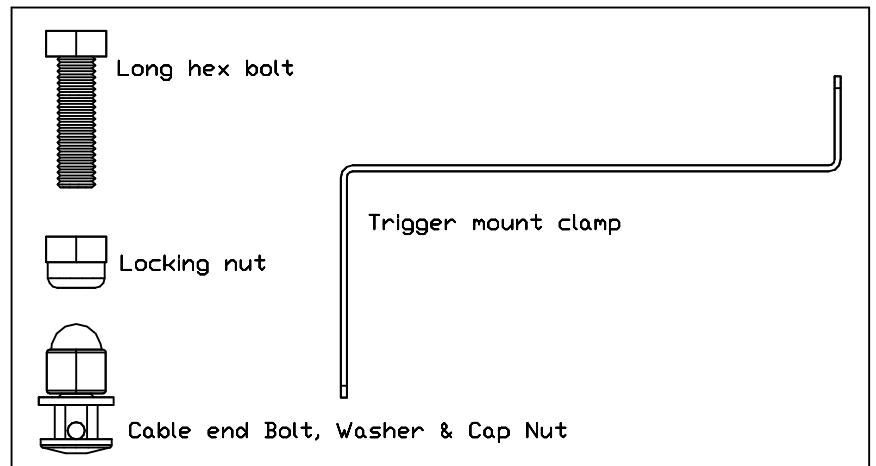 Long hex bolt
Trigger mount clamp
Locking nut
Cable end Bolt, Washer & Cap Nut